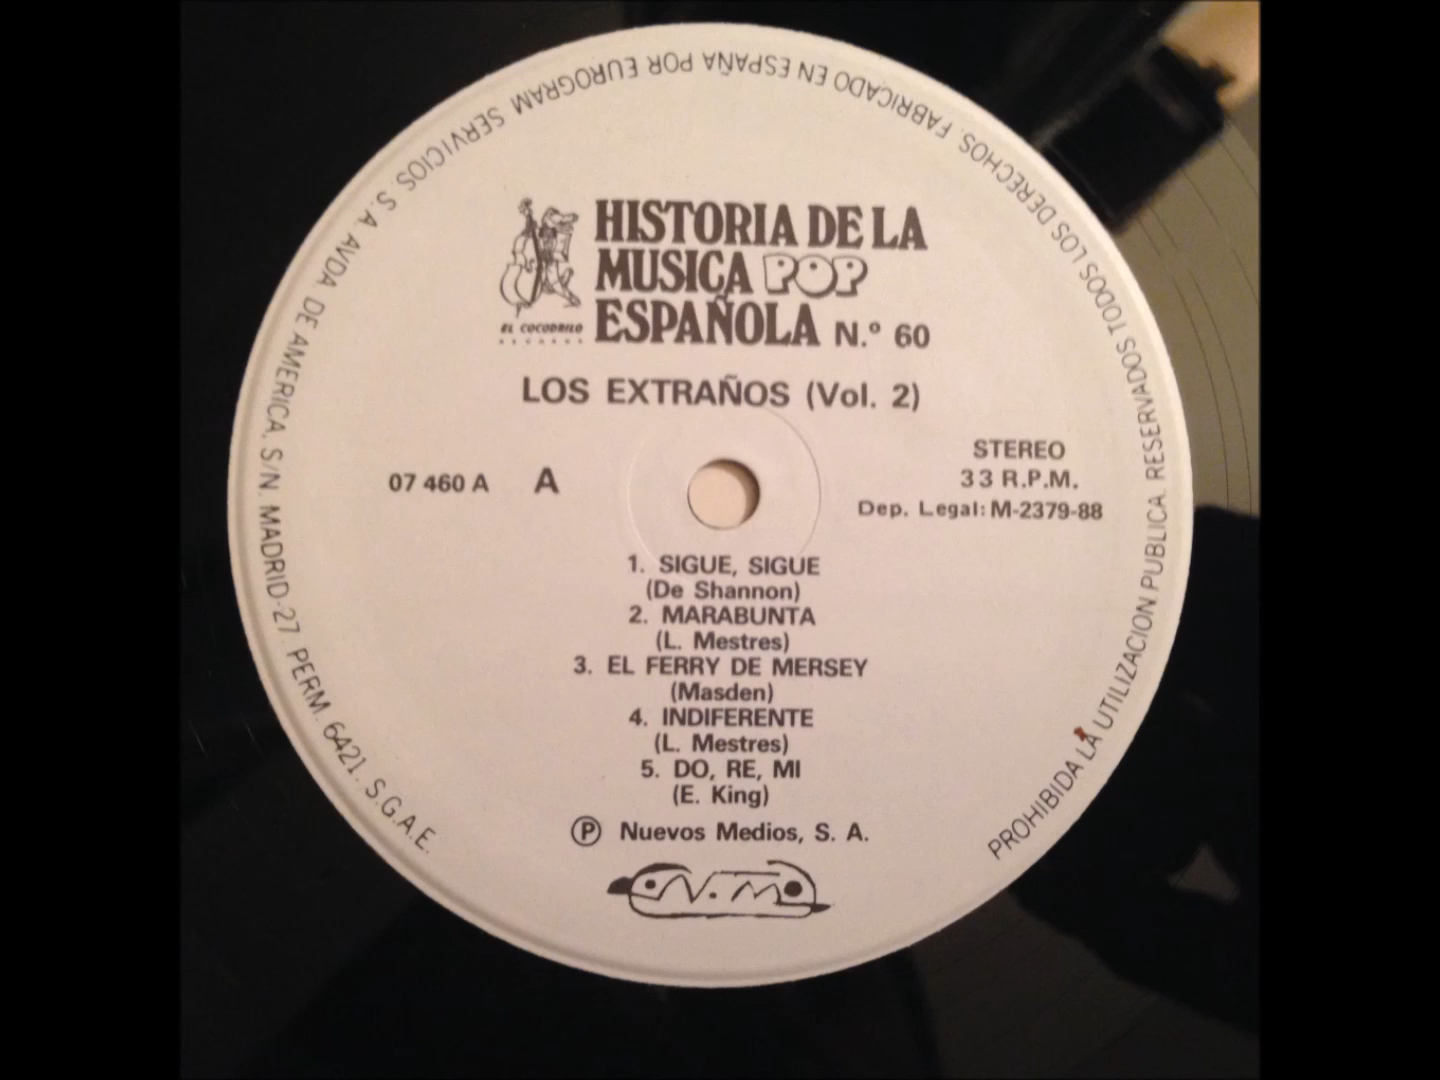 HISTORIA DE LA
MUSICA POP
ESPAÑOLA N.º 60
EL COCODRILO
RECORDS
LOS EXTRAÑOS (Vol. 2)
07 460 A A
STEREO
33 R.P.M.
Dep. Legal: M-2379-88
1. SIGUE, SIGUE
(De Shannon)
2. MARABUNTA
(L. Mestres)
3. EL FERRY DE MERSEY
(Masden)
4. INDIFERENTE
(L. Mestres)
5. DO, RE, MI
(E. King)
Ⓟ Nuevos Medios, S. A.
N.M
PROHIBIDA LA UTILIZACION PUBLICA. RESERVADOS TODOS LOS DERECHOS. FABRICADO EN ESPAÑA POR EUROGRAM SERVICIOS. S.A. AVDA DE AMERICA, S/N. MADRID-27. PERM. 6421. S.G.A.E.